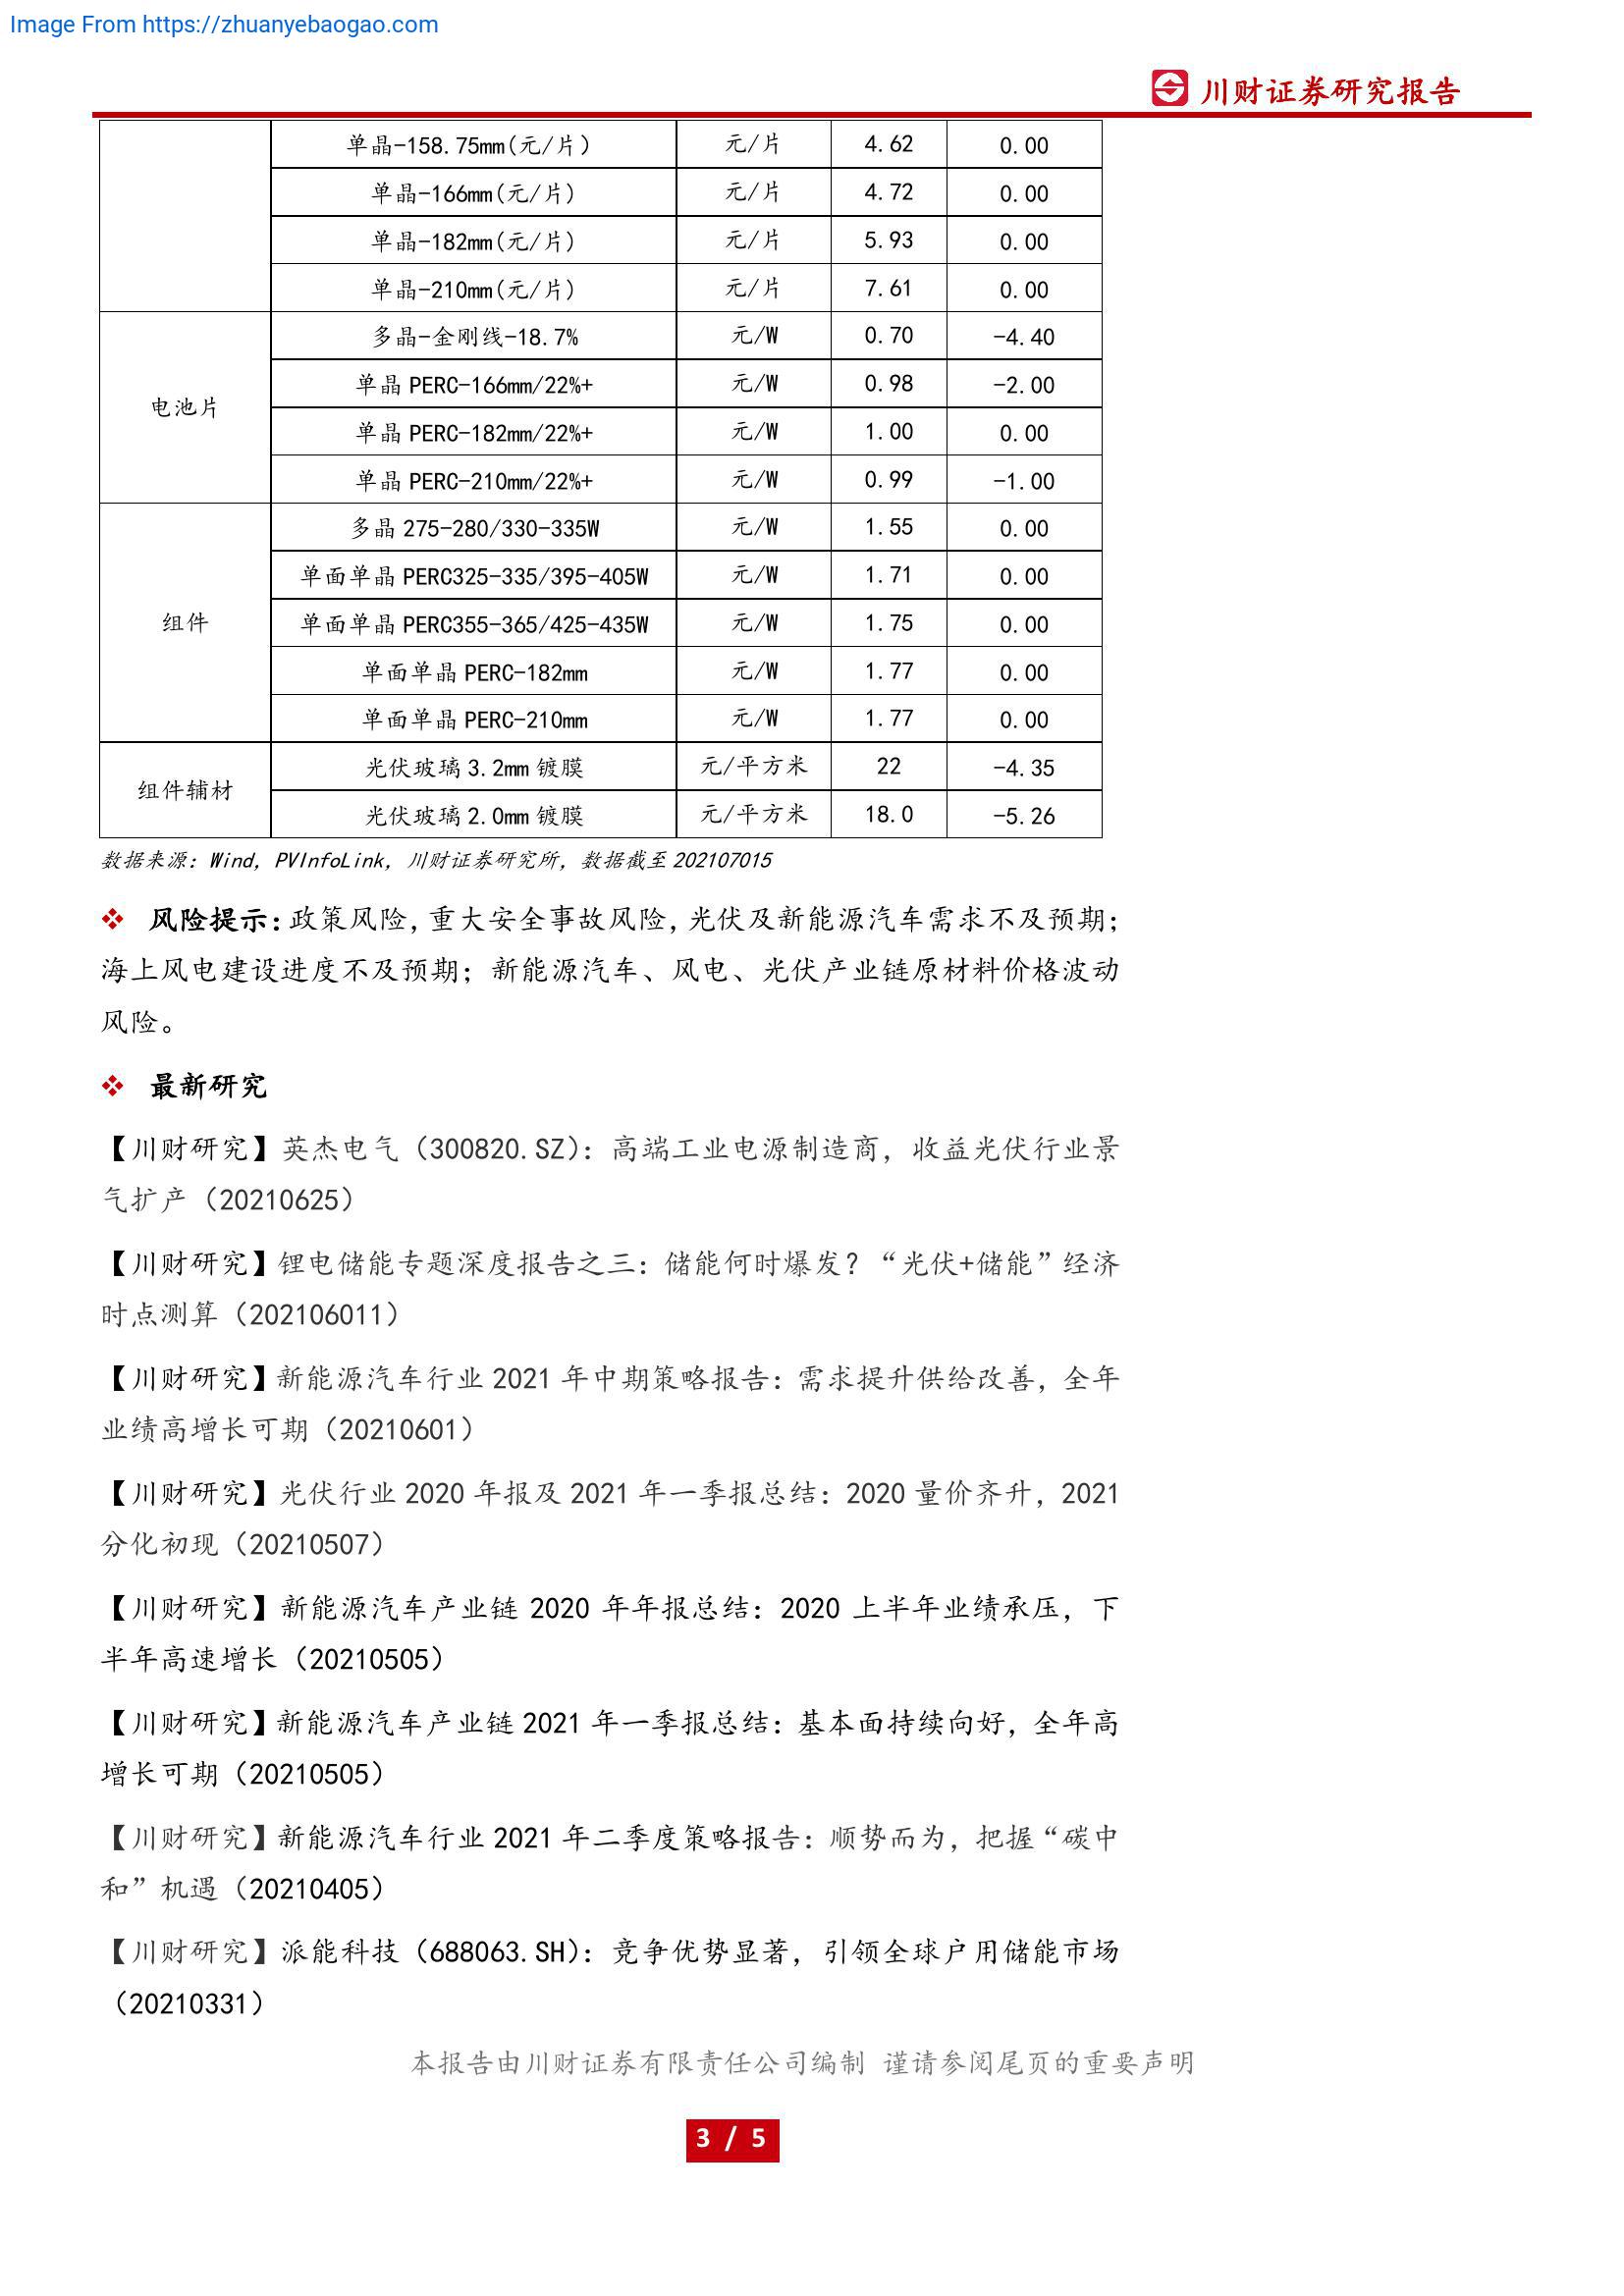 Image From https://zhuanyebaogao.com
川财证券研究报告
单晶-158.75mm(元/片) 元/片 4.62 0.00
单晶-166mm(元/片) 元/片 4.72 0.00
单晶-182mm(元/片) 元/片 5.93 0.00
单晶-210mm(元/片) 元/片 7.61 0.00
多晶-金刚线-18.7% 元/W 0.70 -4.40
单晶 PERC-166mm/22%+ 元/W 0.98 -2.00
电池片
单晶 PERC-182mm/22%+ 元/W 1.00 0.00
单晶 PERC-210mm/22%+ 元/W 0.99 -1.00
多晶 275-280/330-335W 元/W 1.55 0.00
单面单晶 PERC325-335/395-405W 元/W 1.71 0.00
组件 单面单晶 PERC355-365/425-435W 元/W 1.75 0.00
单面单晶 PERC-182mm 元/W 1.77 0.00
单面单晶 PERC-210mm 元/W 1.77 0.00
光伏玻璃 3.2mm 镀膜 元/平方米 22 -4.35
组件辅材
光伏玻璃 2.0mm 镀膜 元/平方米 18.0 -5.26
数据来源：Wind，PVInfoLink，川财证券研究所，数据截至 202107015
❖ 风险提示：政策风险，重大安全事故风险，光伏及新能源汽车需求不及预期；
海上风电建设进度不及预期；新能源汽车、风电、光伏产业链原材料价格波动
风险。
❖ 最新研究
【川财研究】英杰电气（300820.SZ）：高端工业电源制造商，收益光伏行业景
气扩产（20210625）
【川财研究】锂电储能专题深度报告之三：储能何时爆发？“光伏+储能”经济
时点测算（202106011）
【川财研究】新能源汽车行业 2021 年中期策略报告：需求提升供给改善，全年
业绩高增长可期（20210601）
【川财研究】光伏行业 2020 年报及 2021 年一季报总结：2020 量价齐升，2021
分化初现（20210507）
【川财研究】新能源汽车产业链 2020 年年报总结：2020 上半年业绩承压，下
半年高速增长（20210505）
【川财研究】新能源汽车产业链 2021 年一季报总结：基本面持续向好，全年高
增长可期（20210505）
【川财研究】新能源汽车行业 2021 年二季度策略报告：顺势而为，把握“碳中
和”机遇（20210405）
【川财研究】派能科技（688063.SH）：竞争优势显著，引领全球户用储能市场
（20210331）
本报告由川财证券有限责任公司编制 谨请参阅尾页的重要声明
3 / 5